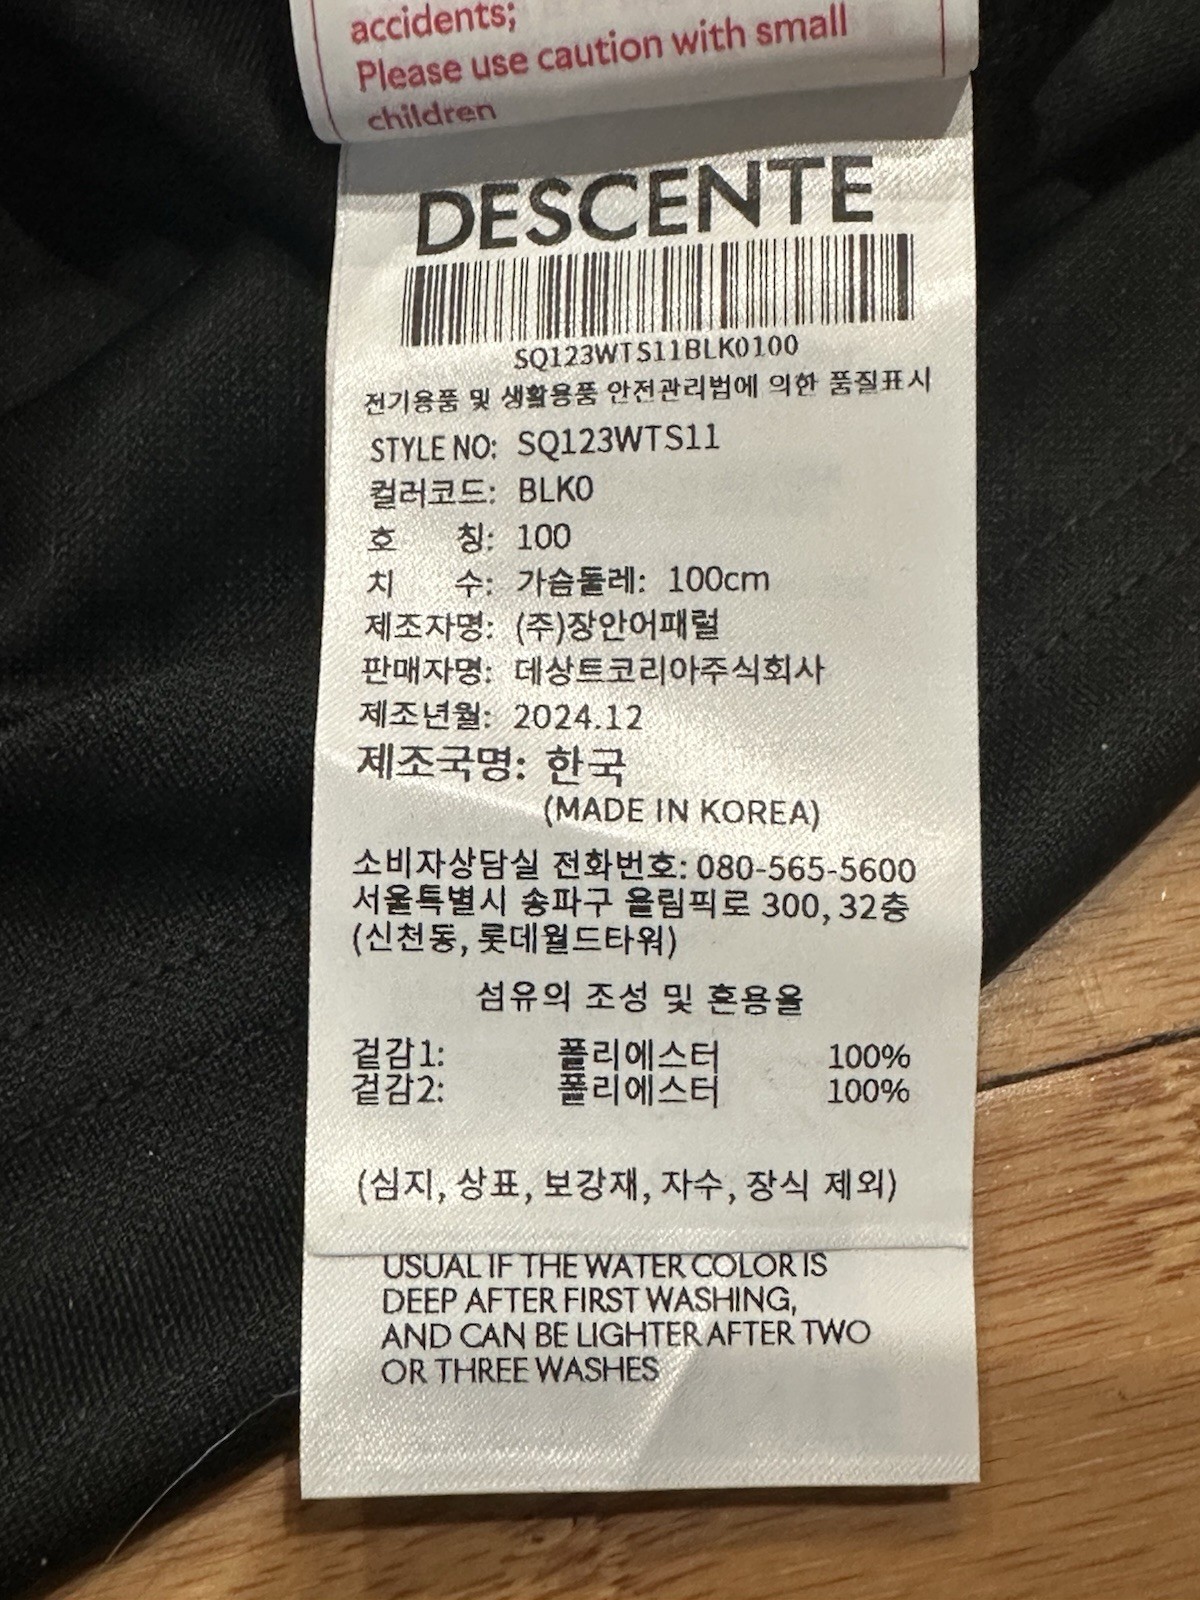 accidents;
Please use caution with small
children
DESCENTE
SQ123WTS11BLK0100
전기용품 및 생활용품 안전관리법에 의한 품질표시
STYLE NO: SQ123WTS11
컬러코드: BLK0
호 칭: 100
치 수: 가슴둘레: 100cm
제조자명: (주)장안어패럴
판매자명: 데상트코리아주식회사
제조년월: 2024.12
제조국명: 한국
(MADE IN KOREA)
소비자상담실 전화번호: 080-565-5600
서울특별시 송파구 올림픽로 300, 32층
(신천동, 롯데월드타워)
섬유의 조성 및 혼용율
겉감1: 폴리에스터 100%
겉감2: 폴리에스터 100%
(심지, 상표, 보강재, 자수, 장식 제외)
USUAL IF THE WATER COLOR IS
DEEP AFTER FIRST WASHING,
AND CAN BE LIGHTER AFTER TWO
OR THREE WASHES